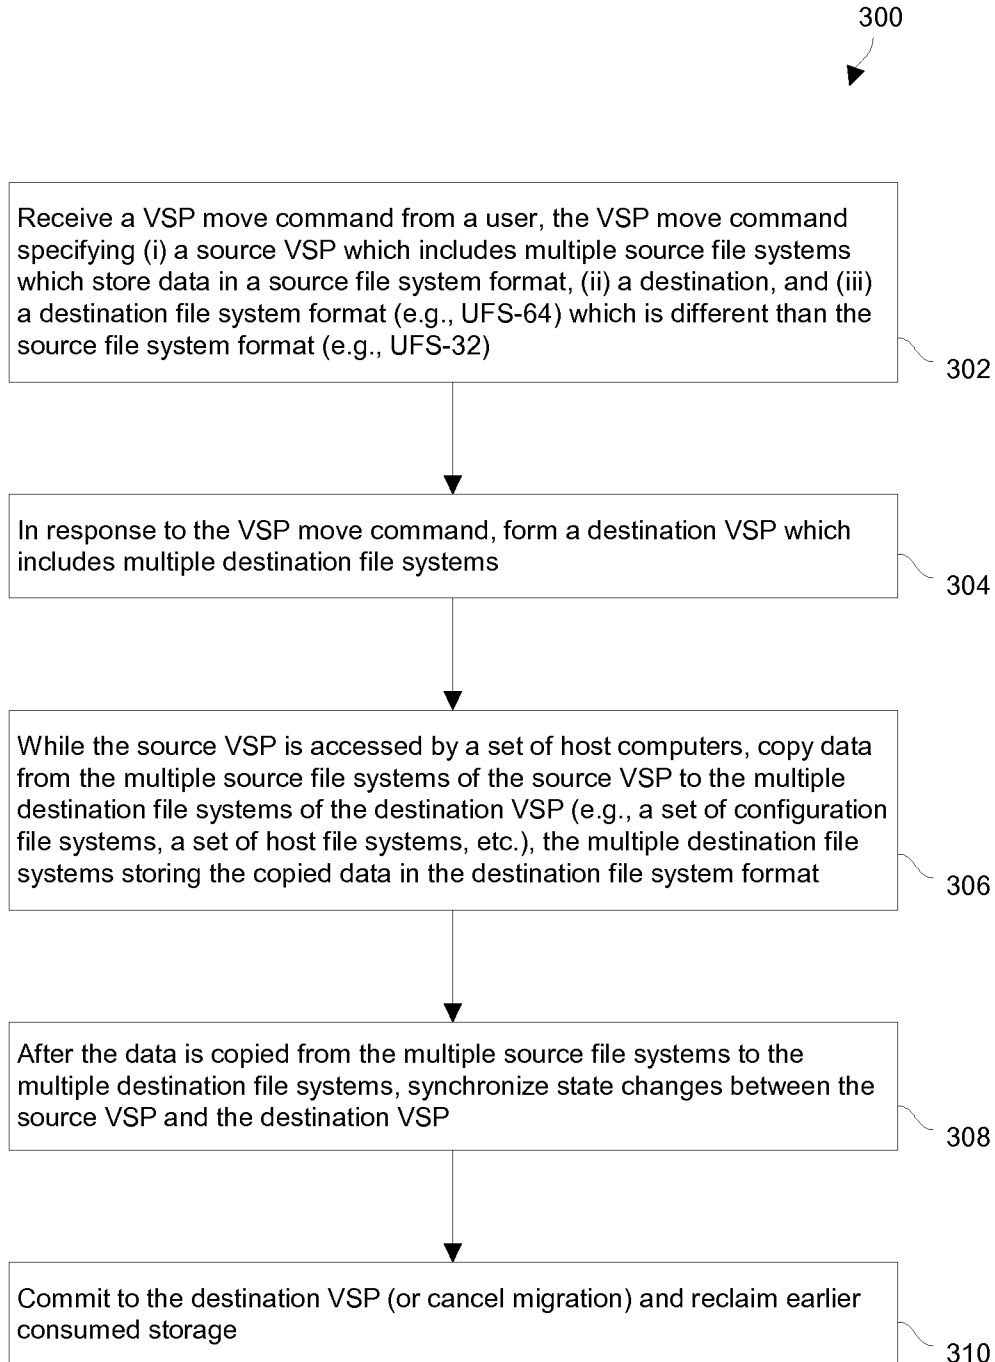 300
Receive a VSP move command from a user, the VSP move command
specifying (i) a source VSP which includes multiple source file systems
which store data in a source file system format, (ii) a destination, and (iii)
a destination file system format (e.g., UFS-64) which is different than the
source file system format (e.g., UFS-32)
302
In response to the VSP move command, form a destination VSP which
includes multiple destination file systems
304
While the source VSP is accessed by a set of host computers, copy data
from the multiple source file systems of the source VSP to the multiple
destination file systems of the destination VSP (e.g., a set of configuration
file systems, a set of host file systems, etc.), the multiple destination file
systems storing the copied data in the destination file system format
306
After the data is copied from the multiple source file systems to the
multiple destination file systems, synchronize state changes between the
source VSP and the destination VSP
308
Commit to the destination VSP (or cancel migration) and reclaim earlier
consumed storage
310